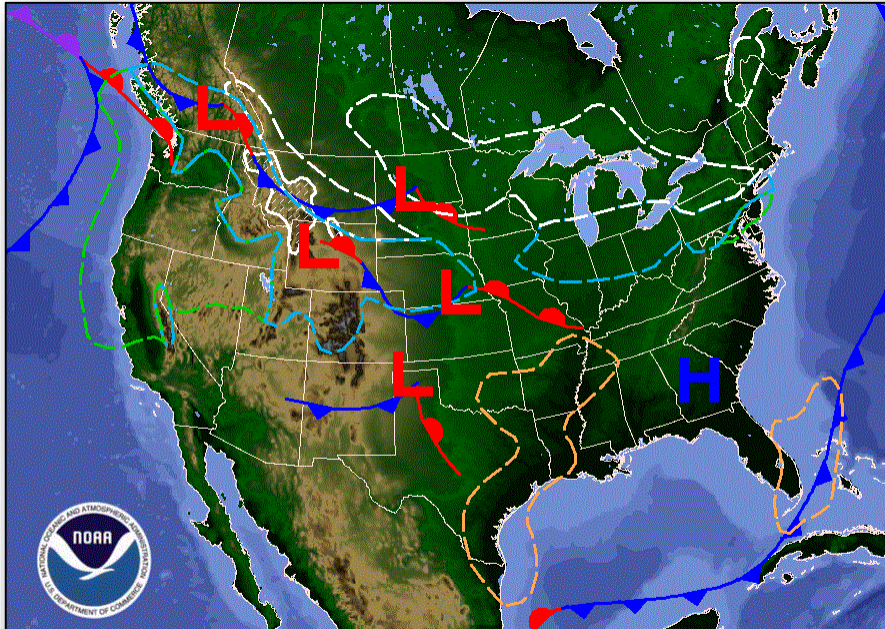 L
L
L
L
L
H
NOAA
NATIONAL OCEANIC AND ATMOSPHERIC ADMINISTRATION
U.S. DEPARTMENT OF COMMERCE